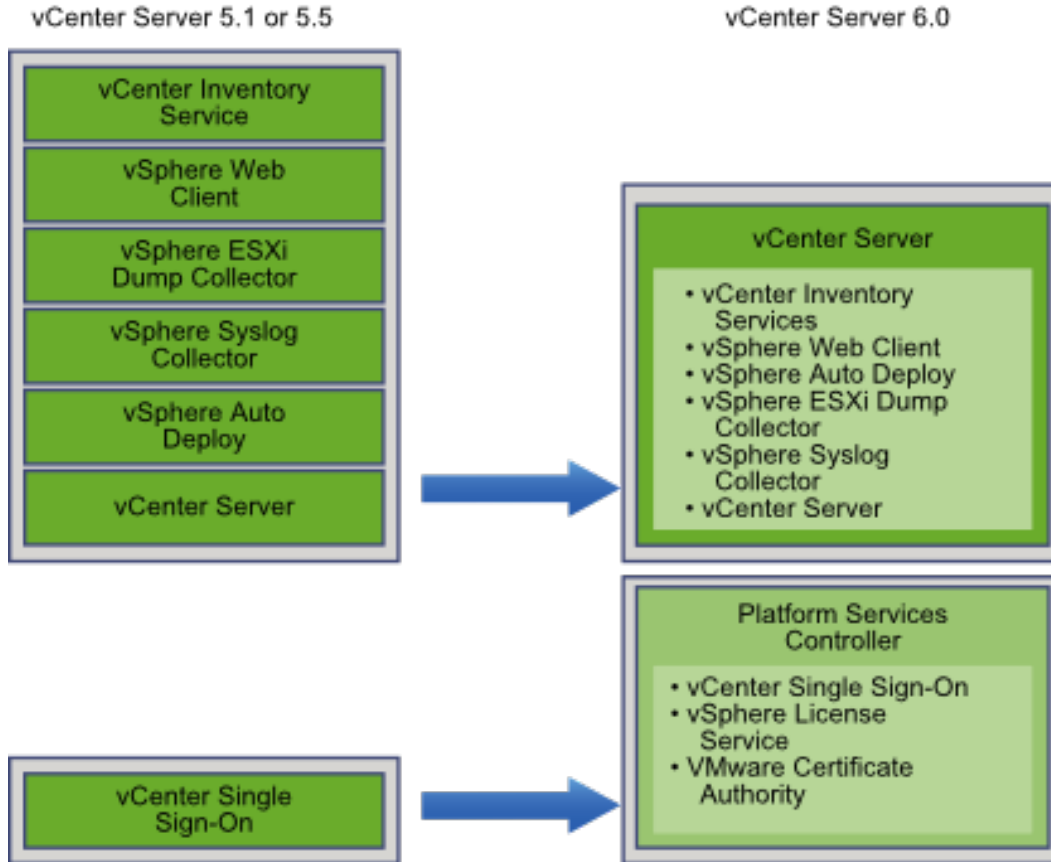 vCenter Server 5.1 or 5.5
vCenter Inventory
Service
vSphere Web
Client
vSphere ESXi
Dump Collector
vSphere Syslog
Collector
vSphere Auto
Deploy
vCenter Server
vCenter Single
Sign-On
vCenter Server 6.0
vCenter Server
• vCenter Inventory
Services
• vSphere Web Client
• vSphere Auto Deploy
• vSphere ESXi Dump
Collector
• vSphere Syslog
Collector
• vCenter Server
Platform Services
Controller
• vCenter Single Sign-On
• vSphere License
Service
• VMware Certificate
Authority